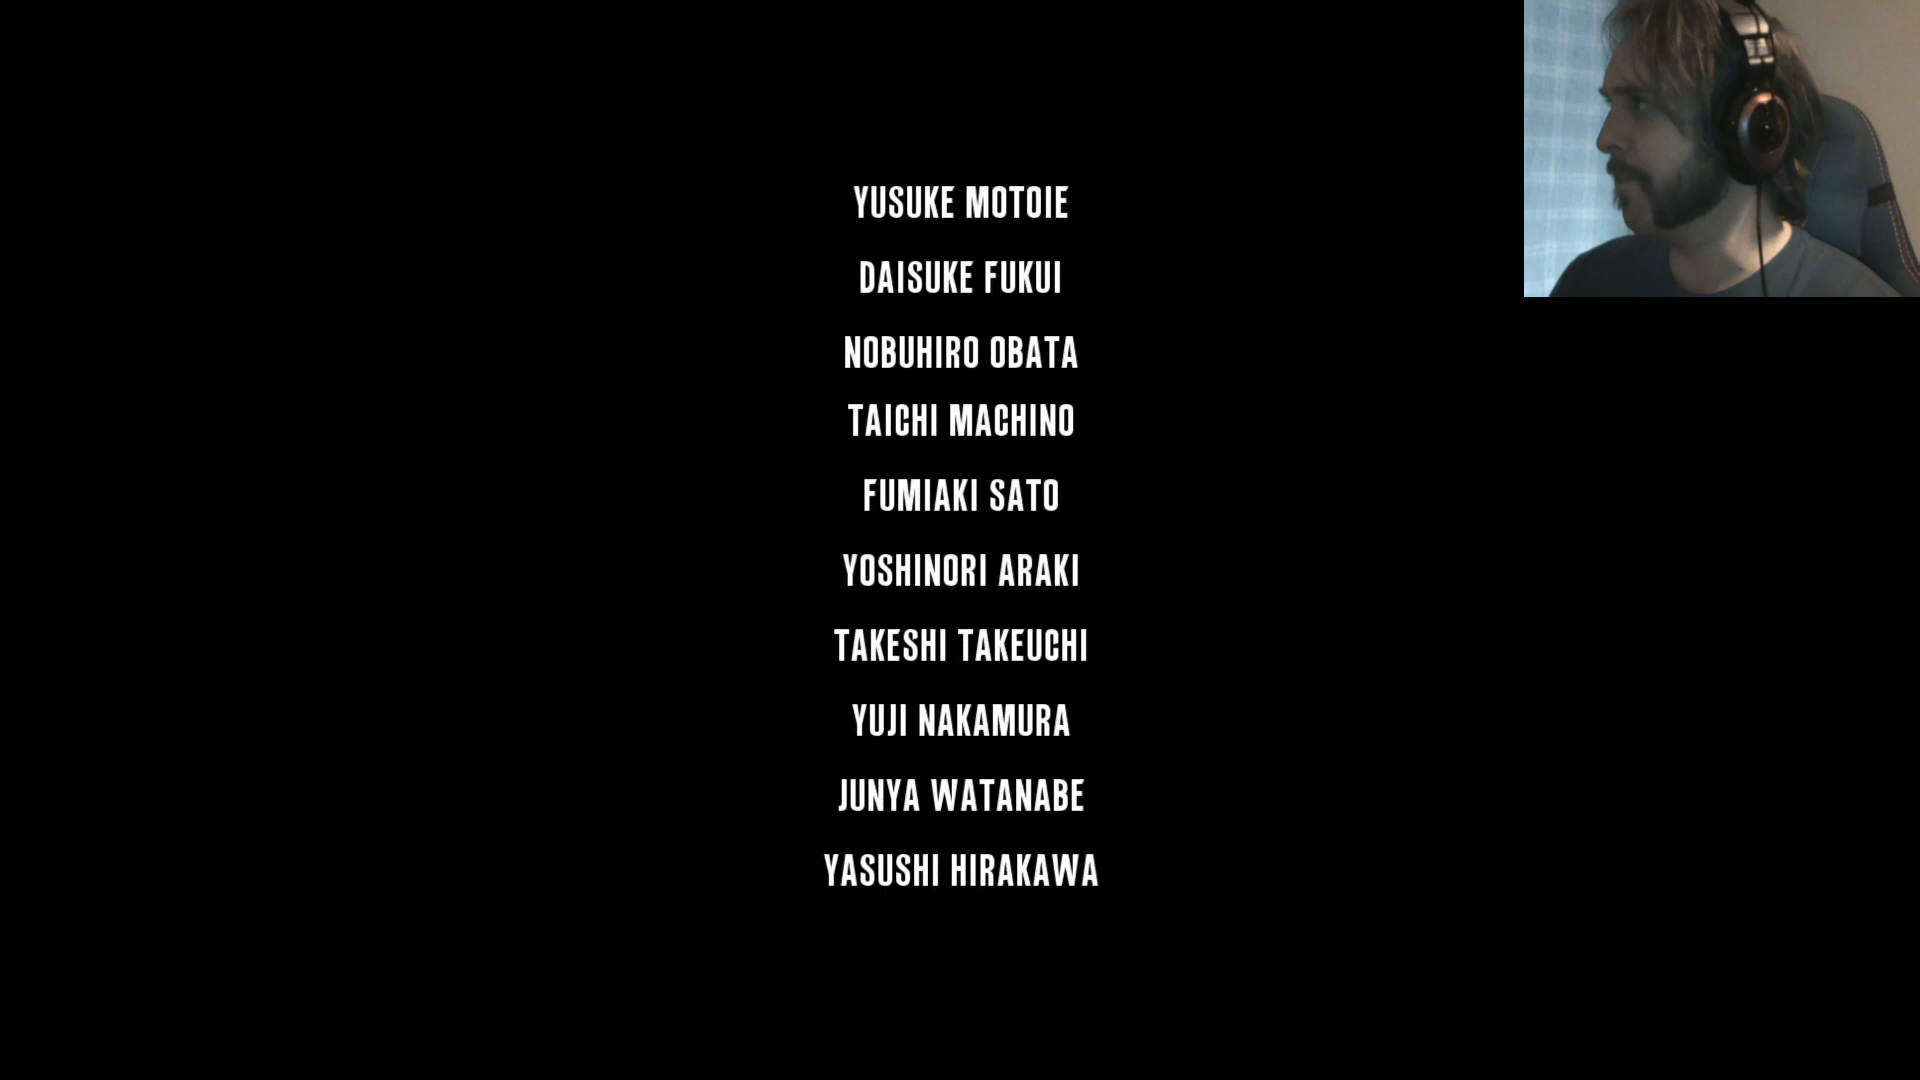 YUSUKE MOTOIE
DAISUKE FUKUI
NOBUHIRO OBATA
TAICHI MACHINO
FUMIAKI SATO
YOSHINORI ARAKI
TAKESHI TAKEUCHI
YUJI NAKAMURA
JUNYA WATANABE
YASUSHI HIRAKAWA